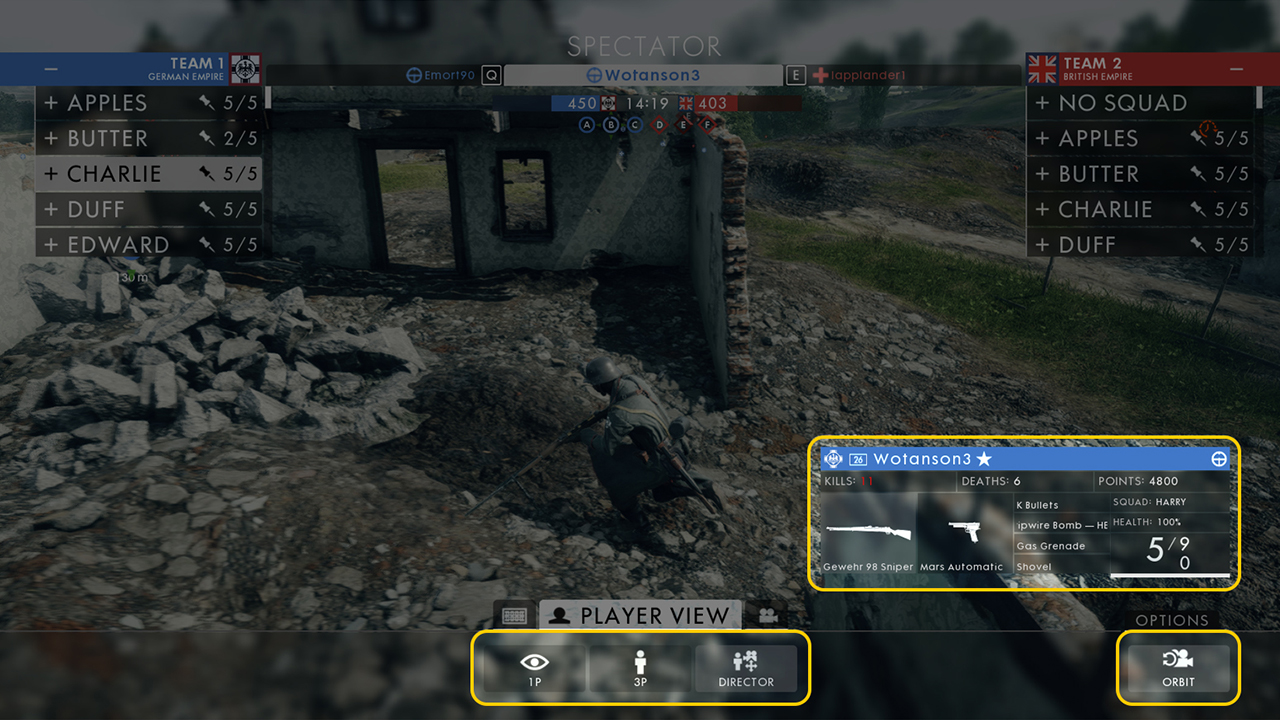 SPECTATOR
TEAM 1
GERMAN EMPIRE
Emorf90
Q
Wotanson3
E
lapplander1
TEAM 2
BRITISH EMPIRE
450 14:19 403
A B C D E F
+ APPLES 5/5
+ BUTTER 2/5
+ CHARLIE 5/5
+ DUFF 5/5
+ EDWARD 5/5
130 m
+ NO SQUAD
+ APPLES 5/5
+ BUTTER 5/5
+ CHARLIE 5/5
+ DUFF 5/5
26 Wotanson3
KILLS: 11 DEATHS: 6 POINTS: 4800
K Bullets
ipwire Bomb — HE
Gas Grenade
Shovel
SQUAD: HARRY
HEALTH: 100%
5/9
0
Gewehr 98 Sniper
Mars Automatic
PLAYER VIEW
1P
3P
DIRECTOR
OPTIONS
ORBIT